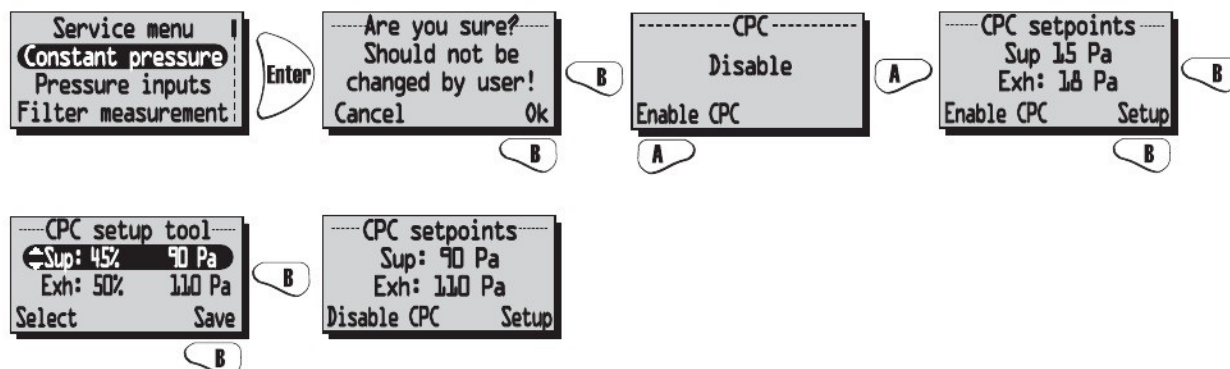 Service menu
Constant pressure
Pressure inputs
Filter measurement
Enter
Are you sure?
Should not be
changed by user!
Cancel Ok
B
B
CPC
Disable
Enable CPC
A
A
CPC setpoints
Sup 15 Pa
Exh: 18 Pa
Enable CPC Setup
B
B
CPC setup tool
Sup: 45% 90 Pa
Exh: 50% 110 Pa
Select Save
B
B
CPC setpoints
Sup: 90 Pa
Exh: 110 Pa
Disable CPC Setup